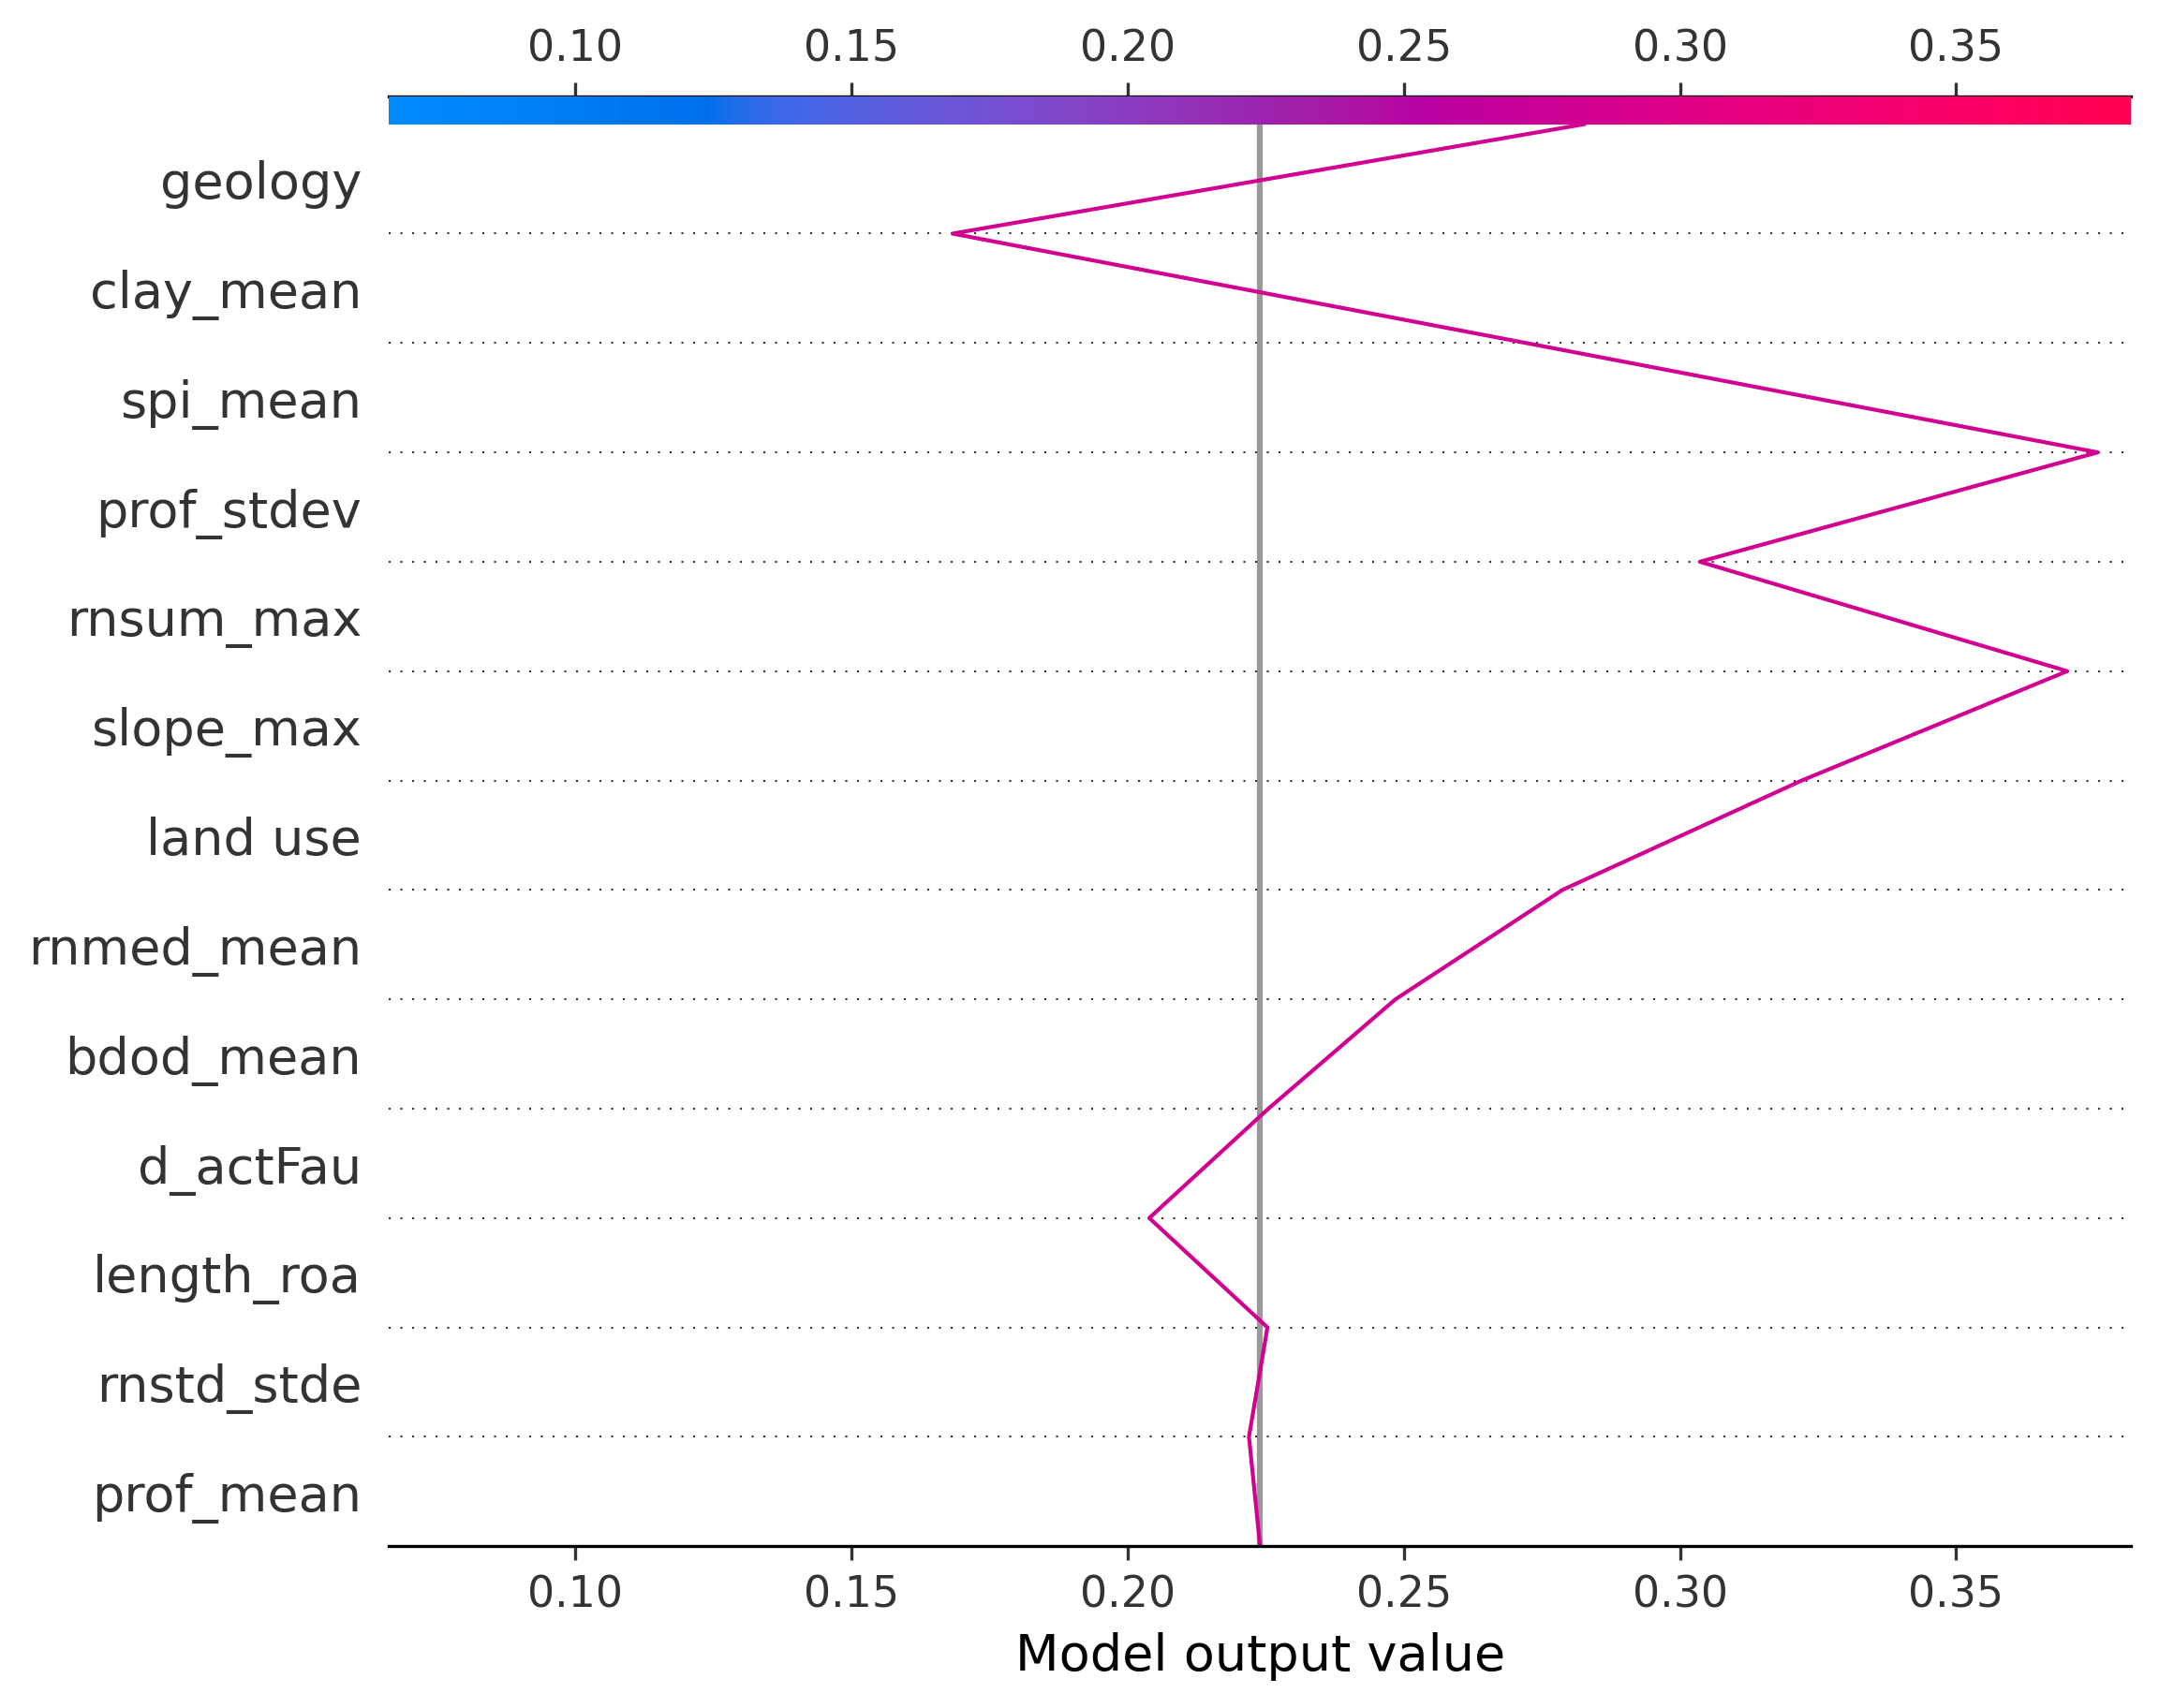 0.10 0.15 0.20 0.25 0.30 0.35
geology
clay_mean
spi_mean
prof_stdev
rnsum_max
slope_max
land use
rnmed_mean
bdod_mean
d_actFau
length_roa
rnstd_stde
prof_mean
0.10 0.15 0.20 0.25 0.30 0.35
Model output value